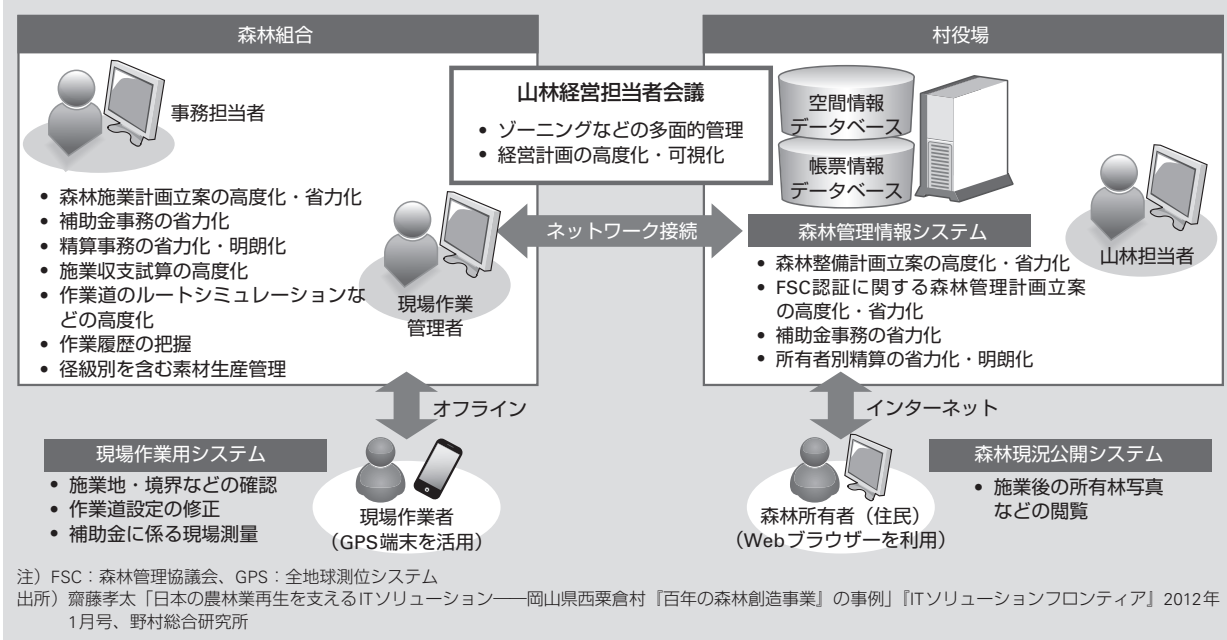 森林組合
事務担当者
• 森林施業計画立案の高度化・省力化
• 補助金事務の省力化
• 精算事務の省力化・明朗化
• 施業収支試算の高度化
• 作業道のルートシミュレーションな
どの高度化
• 作業履歴の把握
• 径級別を含む素材生産管理
現場作業
管理者
山林経営担当者会議
• ゾーニングなどの多面的管理
• 経営計画の高度化・可視化
ネットワーク接続
村役場
空間情報
データベース
帳票情報
データベース
森林管理情報システム
山林担当者
• 森林整備計画立案の高度化・省力化
• FSC認証に関する森林管理計画立案
の高度化・省力化
• 補助金事務の省力化
• 所有者別精算の省力化・明朗化
オフライン
現場作業用システム
• 施業地・境界などの確認
• 作業道設定の修正
• 補助金に係る現場測量
現場作業者
（GPS端末を活用）
インターネット
森林所有者（住民）
（Webブラウザーを利用）
森林現況公開システム
• 施業後の所有林写真
などの閲覧
注）FSC：森林管理協議会、GPS：全地球測位システム
出所）齋藤孝太「日本の農林業再生を支えるITソリューション——岡山県西粟倉村『百年の森林創造事業』の事例」『ITソリューションフロンティア』2012年
1月号、野村総合研究所